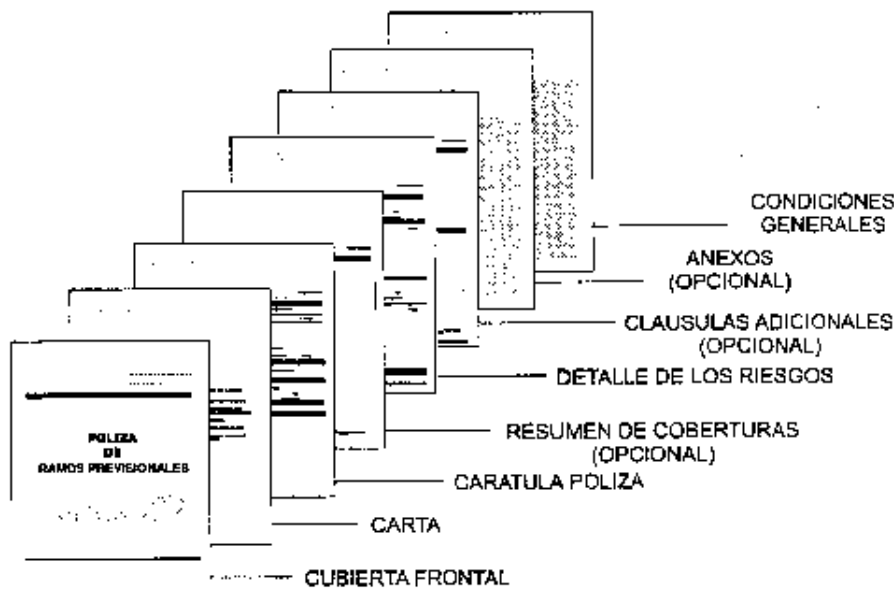 CONDICIONES
GENERALES
ANEXOS
(OPCIONAL)
CLAUSULAS ADICIONALES
(OPCIONAL)
DETALLE DE LOS RIESGOS
RESUMEN DE COBERTURAS
(OPCIONAL)
CARATULA POLIZA
CARTA
CUBIERTA FRONTAL
POLIZA
DE
RAMOS PREVISIONALES